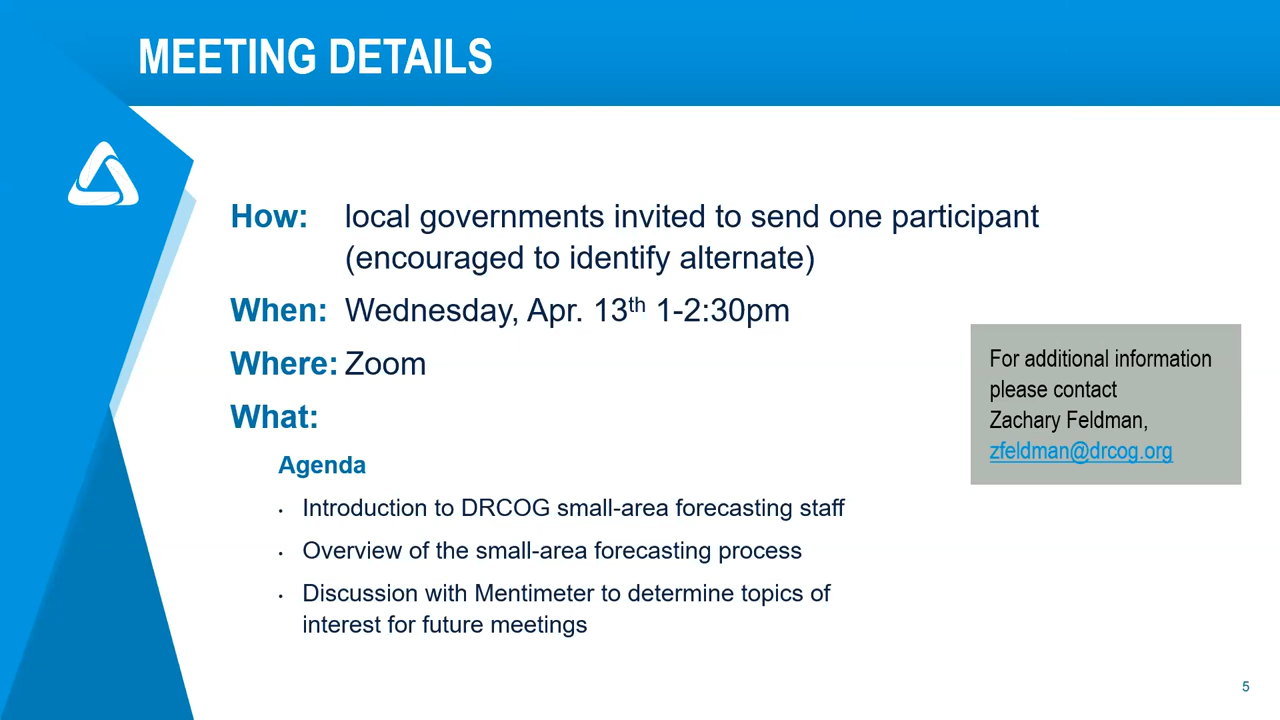 MEETING DETAILS
How: local governments invited to send one participant
(encouraged to identify alternate)
When: Wednesday, Apr. 13th 1-2:30pm
Where: Zoom
What:
Agenda
• Introduction to DRCOG small-area forecasting staff
• Overview of the small-area forecasting process
• Discussion with Mentimeter to determine topics of
interest for future meetings
For additional information
please contact
Zachary Feldman,
zfeldman@drcog.org
5